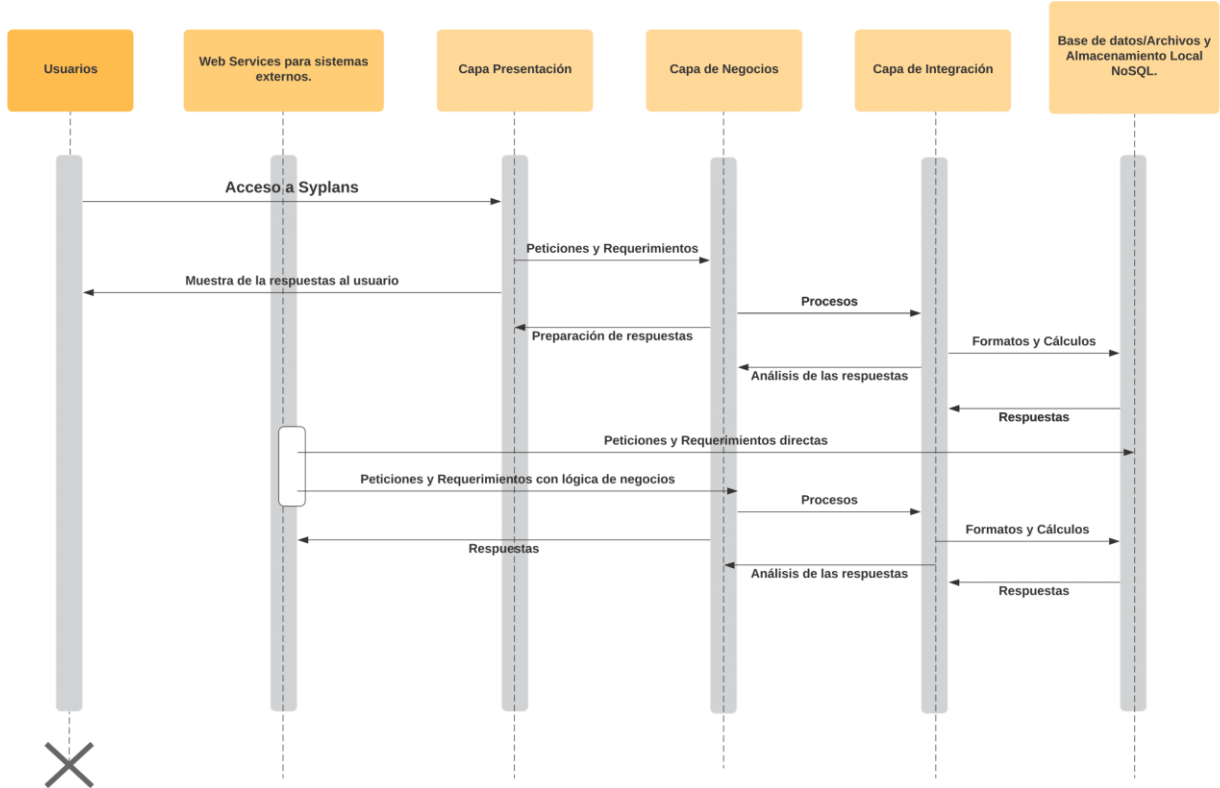 Usuarios
Web Services para sistemas
externos.
Capa Presentación
Capa de Negocios
Capa de Integración
Base de datos/Archivos y
Almacenamiento Local
NoSQL.
Acceso a Syplans
Peticiones y Requerimientos
Muestra de la respuestas al usuario
Procesos
Preparación de respuestas
Formatos y Cálculos
Análisis de las respuestas
Respuestas
Peticiones y Requerimientos directas
Peticiones y Requerimientos con lógica de negocios
Procesos
Formatos y Cálculos
Respuestas
Análisis de las respuestas
Respuestas